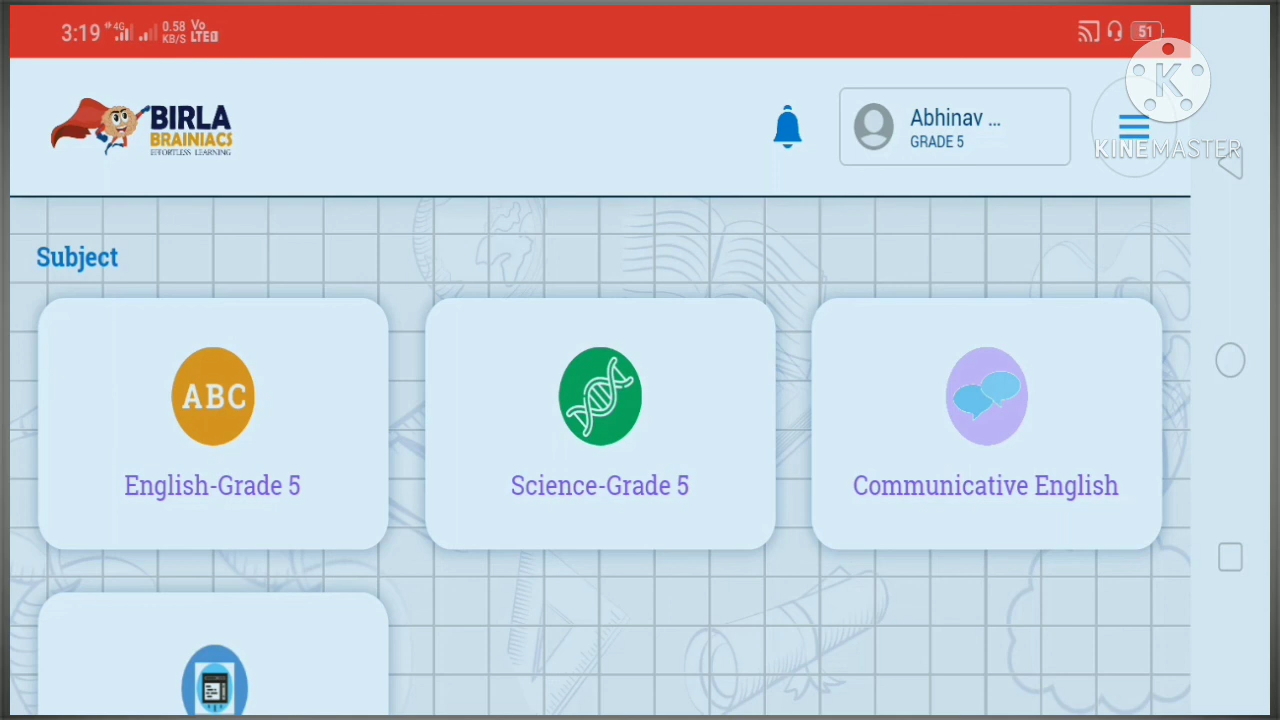 3:19 4G 0.58 KB/S Vo LTE 51
K
KINEMASTER
BIRLA
BRAINIACS
EFFORTLESS LEARNING
Abhinav ...
GRADE 5
Subject
ABC
English-Grade 5
Science-Grade 5
Communicative English